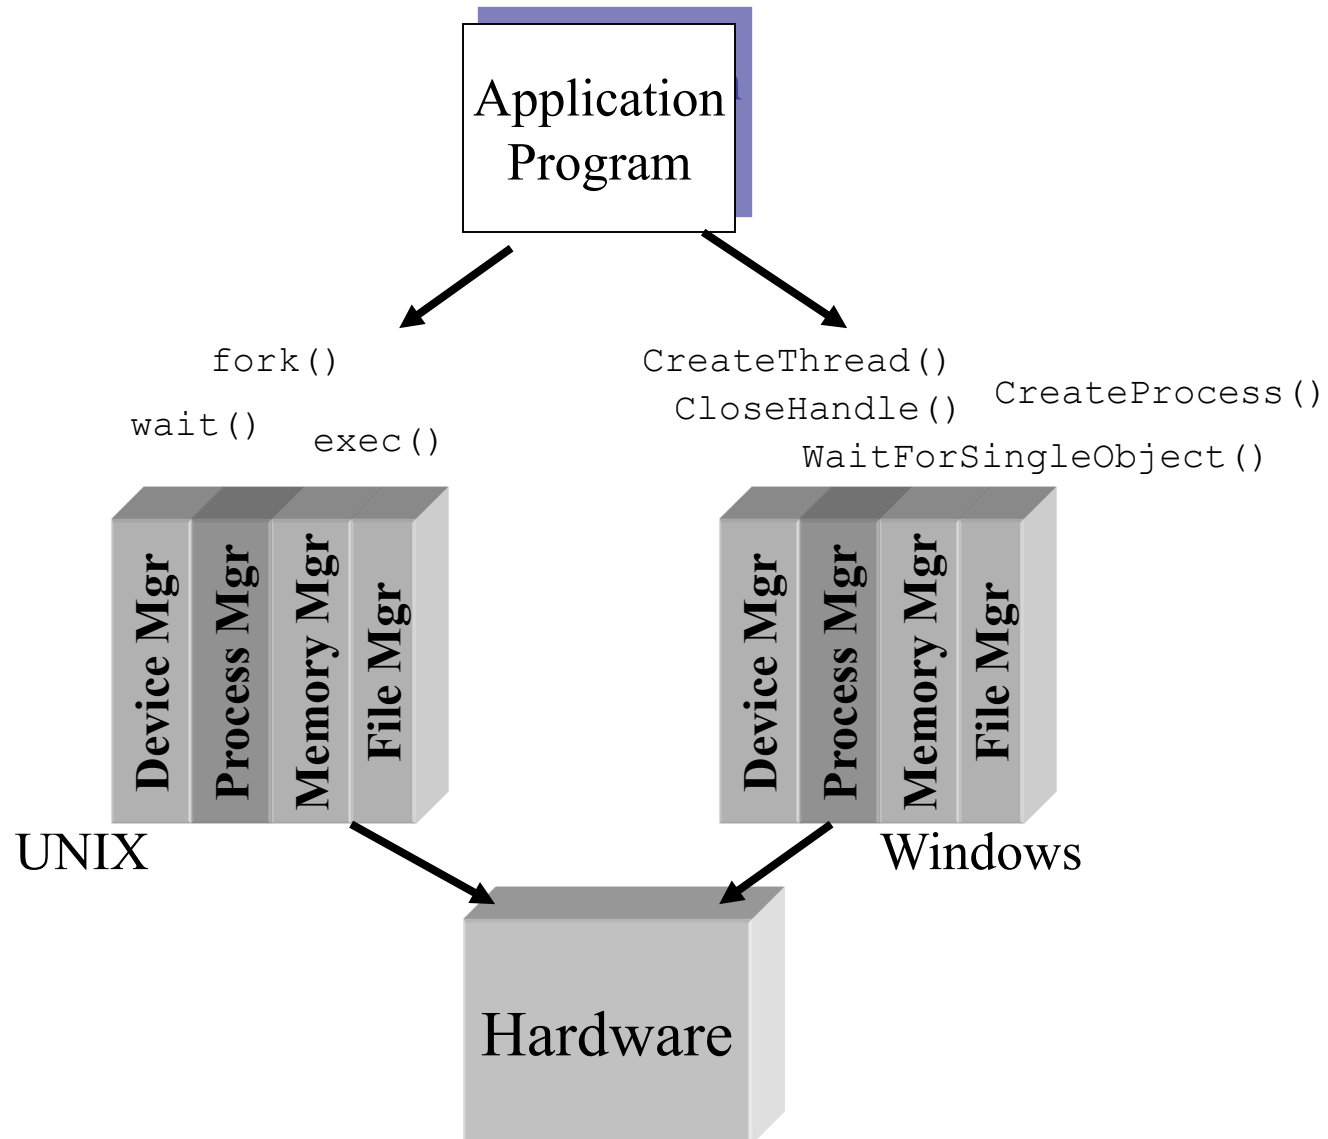 Application
Program
fork()
wait()
exec()
CreateThread()
CreateProcess()
CloseHandle()
WaitForSingleObject()
Device Mgr
Process Mgr
Memory Mgr
File Mgr
Device Mgr
Process Mgr
Memory Mgr
File Mgr
UNIX
Windows
Hardware